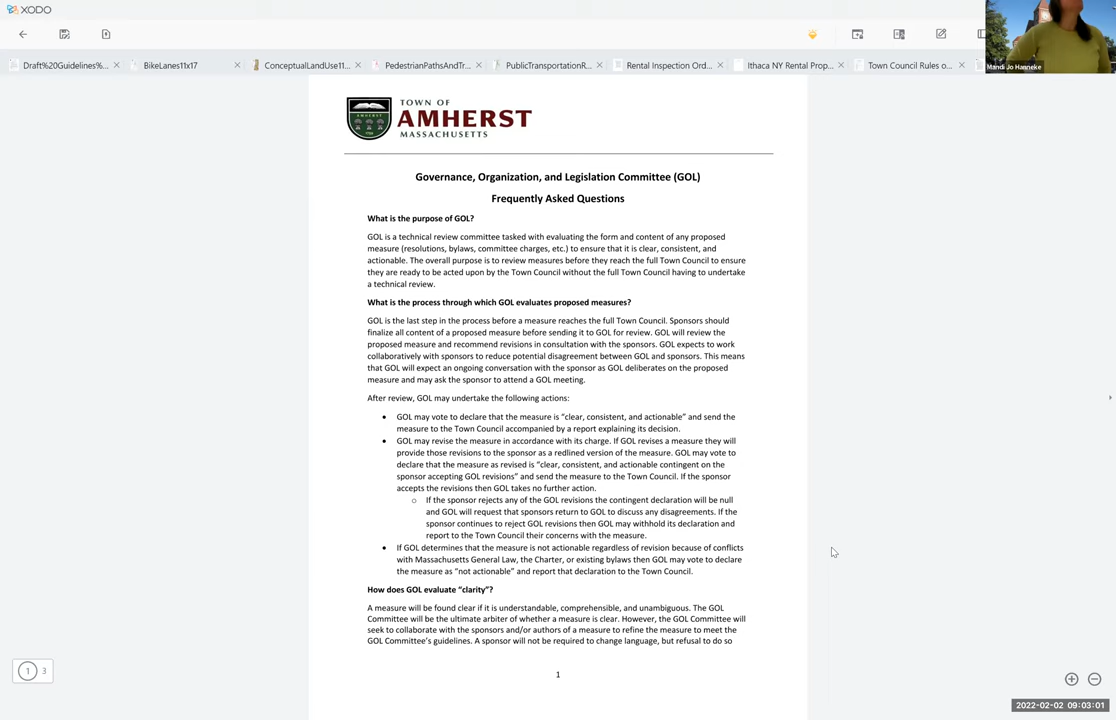 XODO
Draft%20Guidelines%...
BikeLanes11x17
ConceptualLandUse11...
PedestrianPathsAndTr...
PublicTransportationR...
Rental Inspection Ord...
Ithaca NY Rental Prop...
Town Council Rules o...
Mandi Jo Hanneke
TOWN OF
AMHERST
MASSACHUSETTS
AMHERST
Governance, Organization, and Legislation Committee (GOL)
Frequently Asked Questions
What is the purpose of GOL?
GOL is a technical review committee tasked with evaluating the form and content of any proposed
measure (resolutions, bylaws, committee charges, etc.) to ensure that it is clear, consistent, and
actionable. The overall purpose is to review measures before they reach the full Town Council to ensure
they are ready to be acted upon by the Town Council without the full Town Council having to undertake
a technical review.
What is the process through which GOL evaluates proposed measures?
GOL is the last step in the process before a measure reaches the full Town Council. Sponsors should
finalize all content of a proposed measure before sending it to GOL for review. GOL will review the
proposed measure and recommend revisions in consultation with the sponsors. GOL expects to work
collaboratively with sponsors to reduce potential disagreement between GOL and sponsors. This means
that GOL will expect an ongoing conversation with the sponsor as GOL deliberates on the proposed
measure and may ask the sponsor to attend a GOL meeting.
After review, GOL may undertake the following actions:
• GOL may vote to declare that the measure is “clear, consistent, and actionable” and send the
measure to the Town Council accompanied by a report explaining its decision.
• GOL may revise the measure in accordance with its charge. If GOL revises a measure they will
provide those revisions to the sponsor as a redlined version of the measure. GOL may vote to
declare that the measure as revised is “clear, consistent, and actionable contingent on the
sponsor accepting GOL revisions” and send the measure to the Town Council. If the sponsor
accepts the revisions then GOL takes no further action.
o If the sponsor rejects any of the GOL revisions the contingent declaration will be null
and GOL will request that sponsors return to GOL to discuss any disagreements. If the
sponsor continues to reject GOL revisions then GOL may withhold its declaration and
report to the Town Council their concerns with the measure.
• If GOL determines that the measure is not actionable regardless of revision because of conflicts
with Massachusetts General Law, the Charter, or existing bylaws then GOL may vote to declare
the measure as “not actionable” and report that declaration to the Town Council.
How does GOL evaluate “clarity”?
A measure will be found clear if it is understandable, comprehensible, and unambiguous. The GOL
Committee will be the ultimate arbiter of whether a measure is clear. However, the GOL Committee will
seek to collaborate with the sponsors and/or authors of a measure to refine the measure to meet the
GOL Committee’s guidelines. A sponsor will not be required to change language, but refusal to do so
1
1 3
2022-02-02 09:03:01